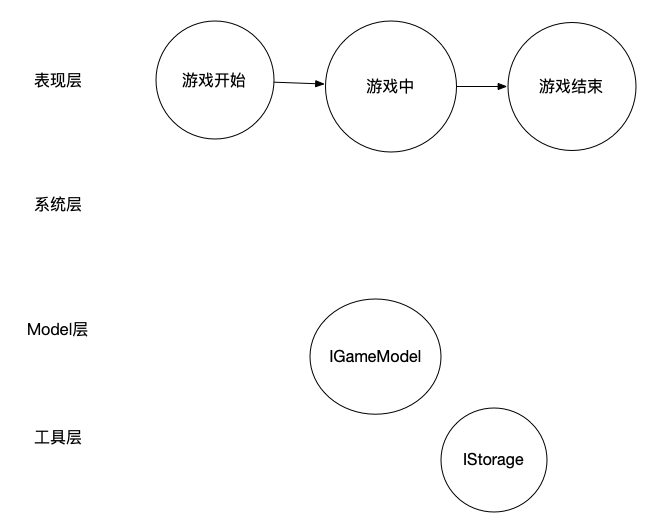 表现层
游戏开始
游戏中
游戏结束
系统层
Model层
IGameModel
工具层
IStorage